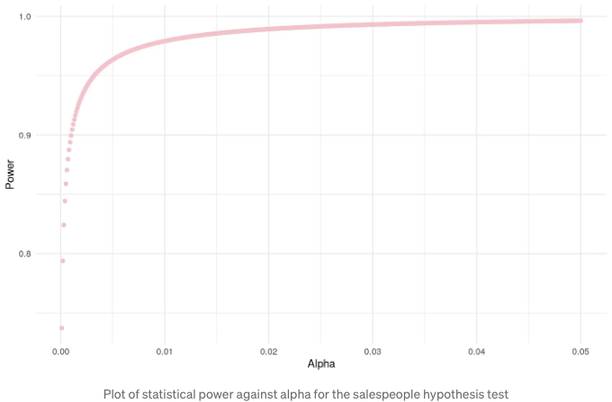 1.0
0.9
Power
0.8
0.00 0.01 0.02 0.03 0.04 0.05
Alpha
Plot of statistical power against alpha for the salespeople hypothesis test